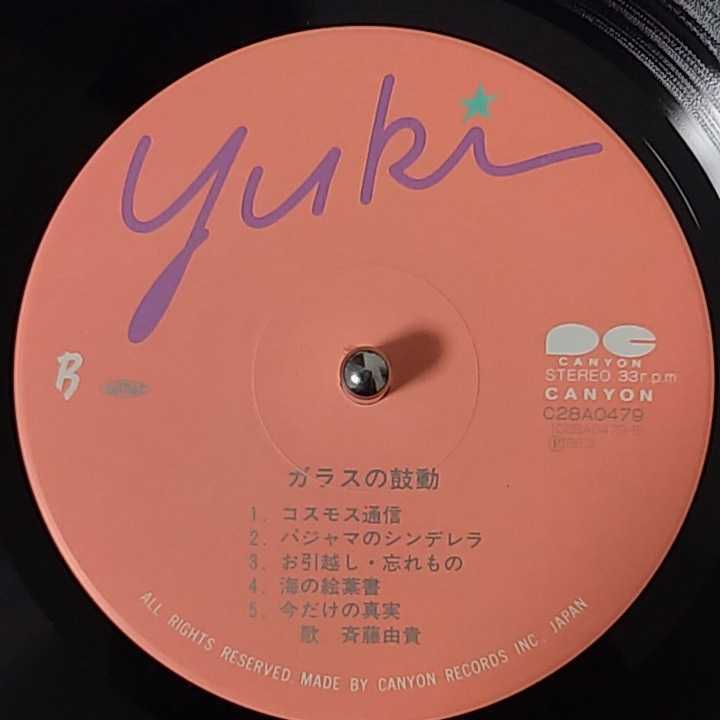 yuki
B
CANYON
STEREO 33r.p.m
CANYON
C28A0479
ガラスの鼓動
1. コスモス通信
2. パジャマのシンデレラ
3. お引越し・忘れもの
4. 海の絵葉書
5. 今だけの真実
歌 斉藤由貴
ALL RIGHTS RESERVED. MADE BY CANYON RECORDS INC., JAPAN